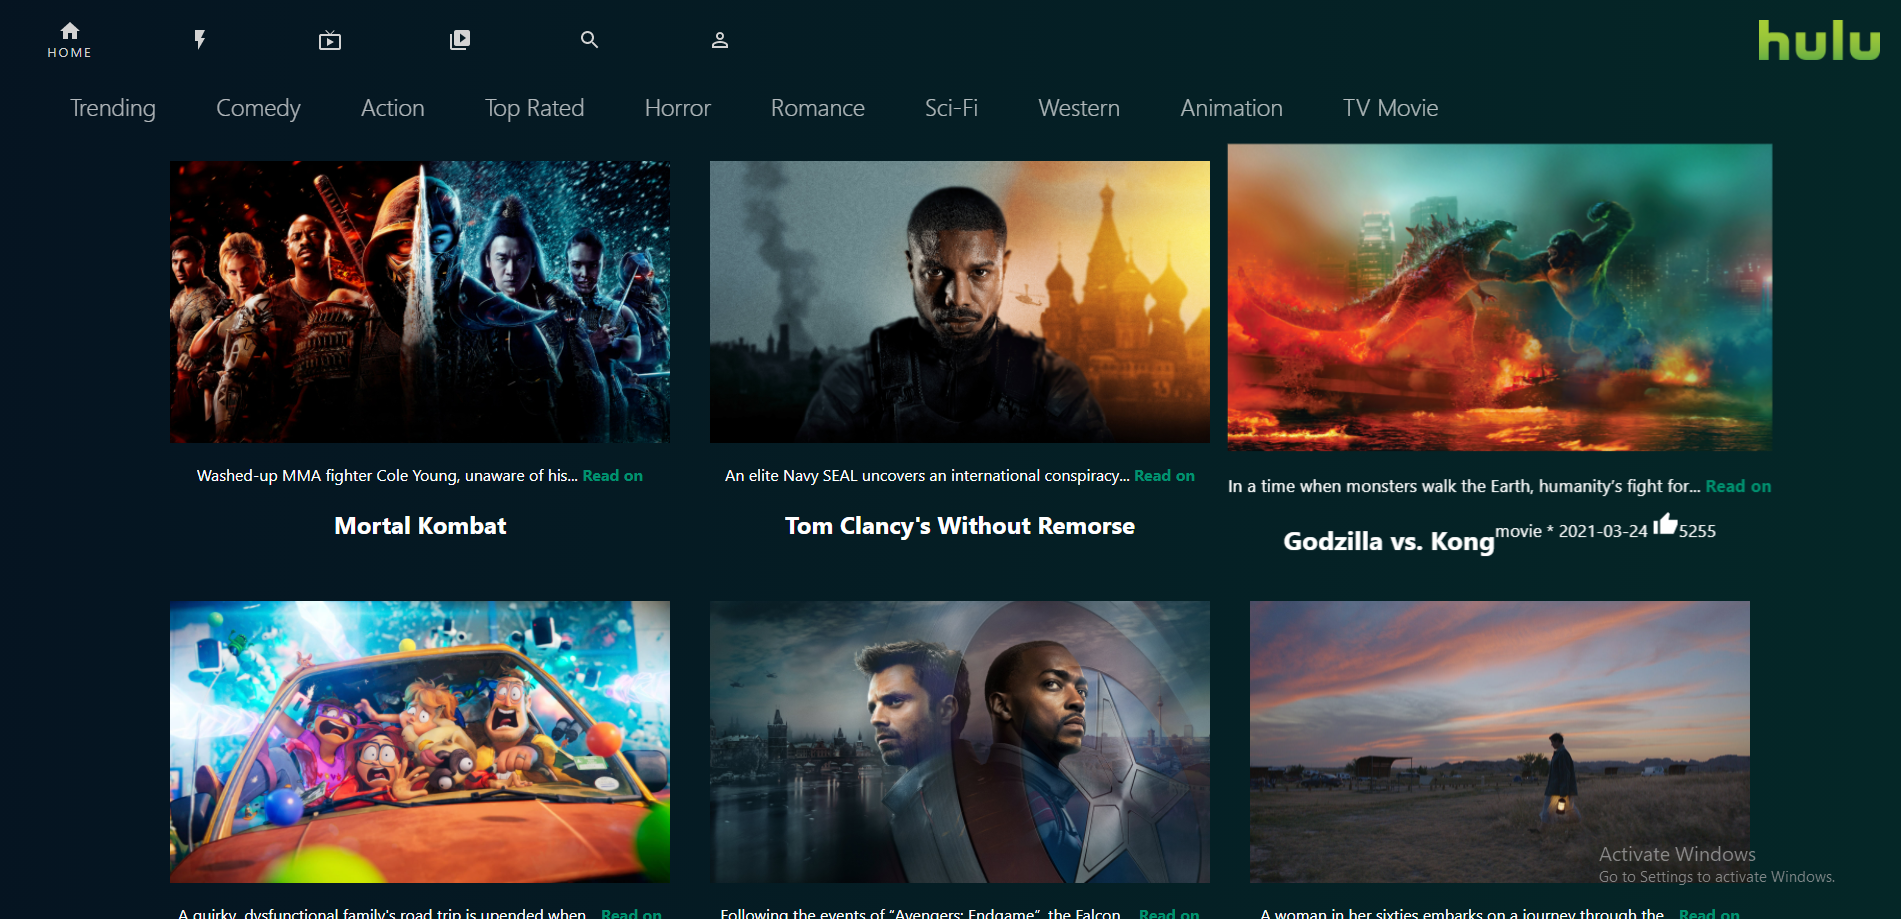 HOME
hulu
Trending Comedy Action Top Rated Horror Romance Sci-Fi Western Animation TV Movie
Washed-up MMA fighter Cole Young, unaware of his... Read on
Mortal Kombat
An elite Navy SEAL uncovers an international conspiracy... Read on
Tom Clancy's Without Remorse
In a time when monsters walk the Earth, humanity’s fight for... Read on
Godzilla vs. Kong movie * 2021-03-24 5255
A quirky, dysfunctional family's road trip is upended when... Read on
Following the events of “Avengers: Endgame”, the Falcon... Read on
A woman in her sixties embarks on a journey through the... Read on
Activate Windows
Go to Settings to activate Windows.